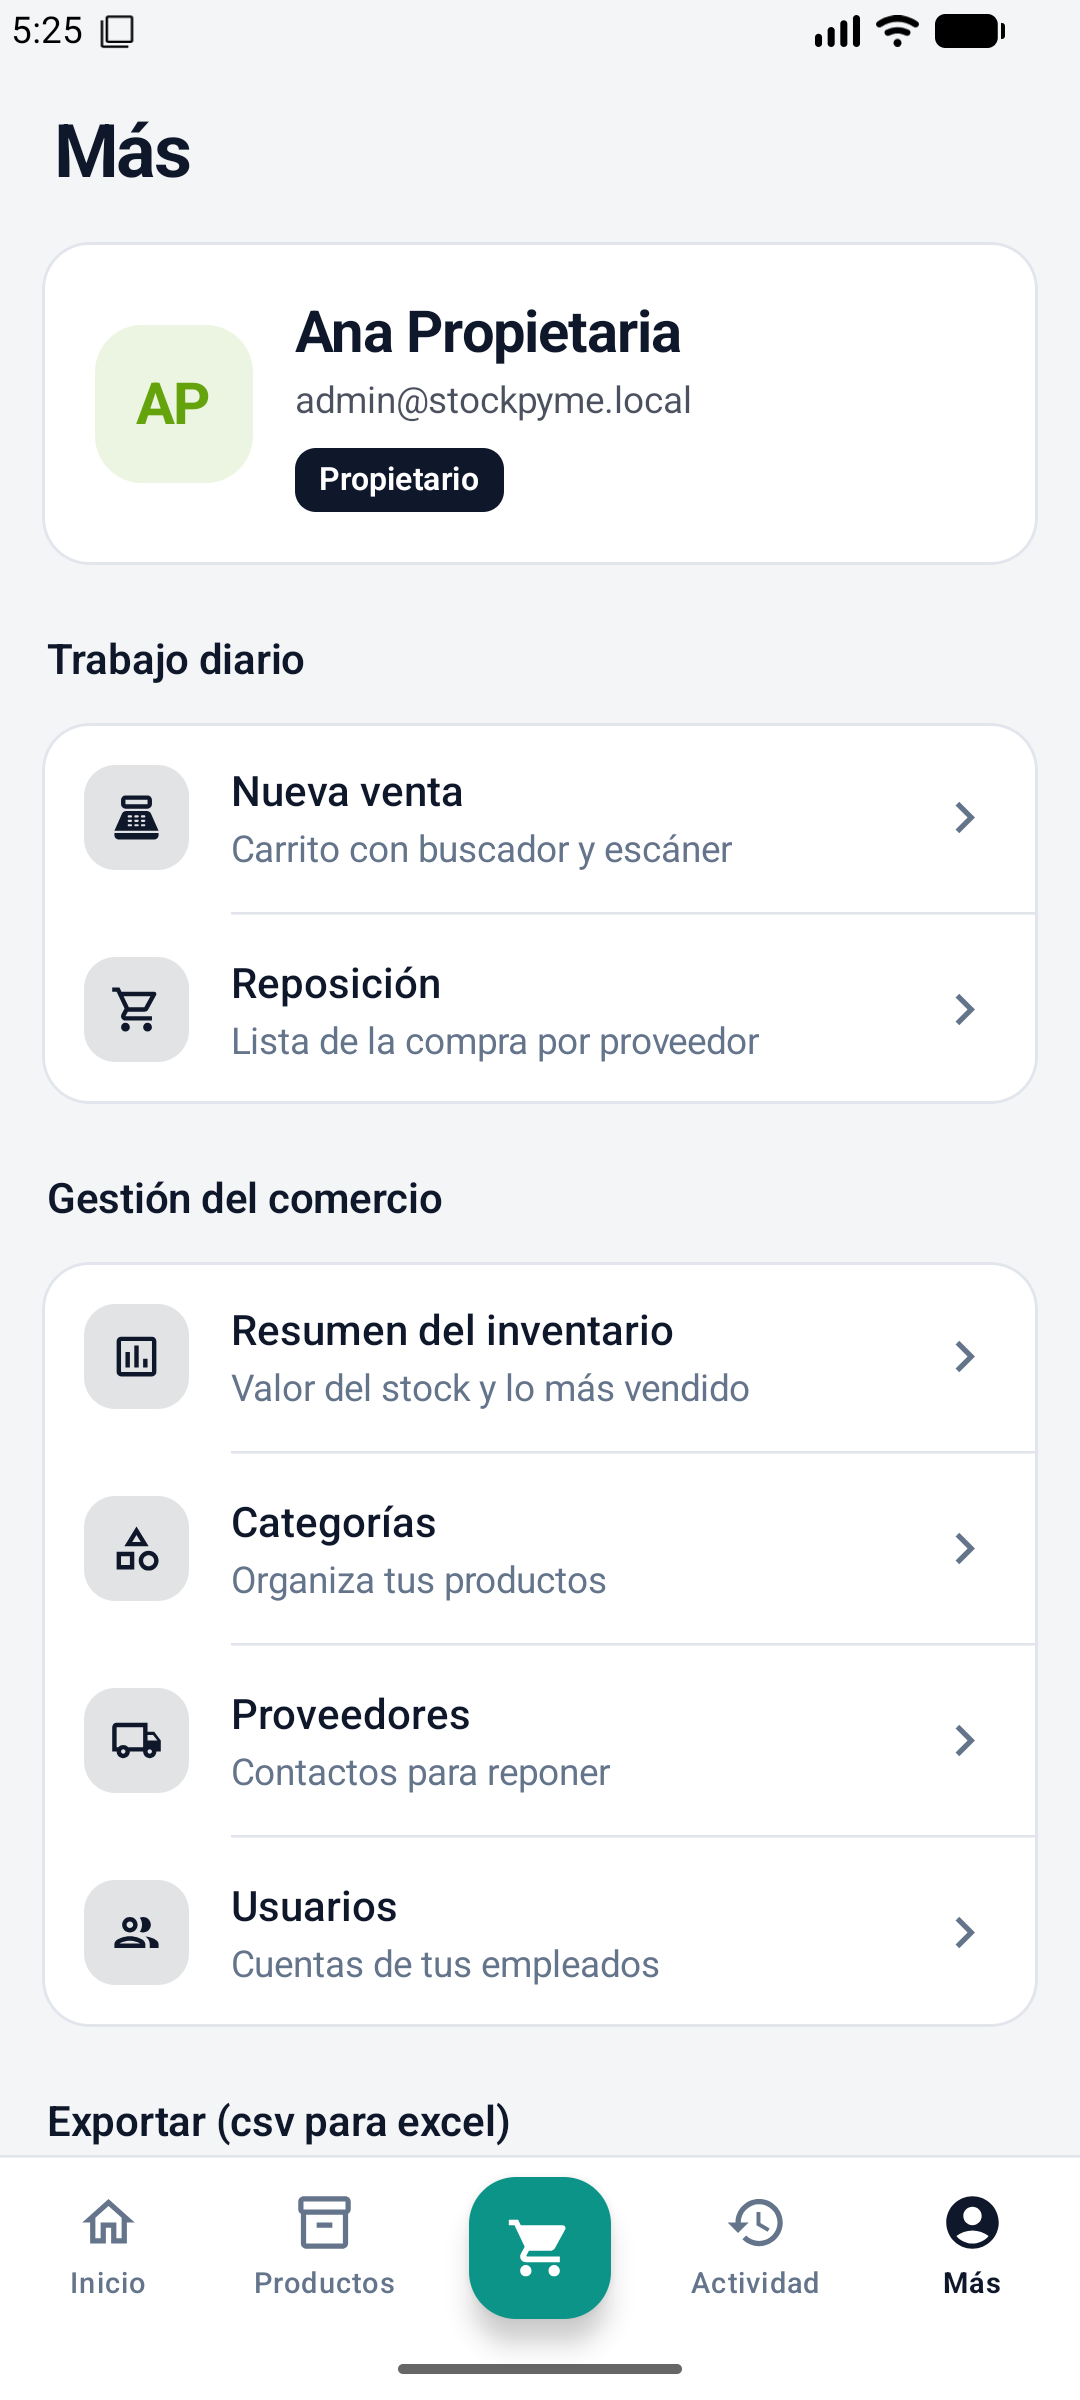 5:25
Más
AP
Ana Propietaria
admin@stockpyme.local
Propietario
Trabajo diario
Nueva venta
Carrito con buscador y escáner
Reposición
Lista de la compra por proveedor
Gestión del comercio
Resumen del inventario
Valor del stock y lo más vendido
Categorías
Organiza tus productos
Proveedores
Contactos para reponer
Usuarios
Cuentas de tus empleados
Exportar (csv para excel)
Inicio
Productos
Actividad
Más